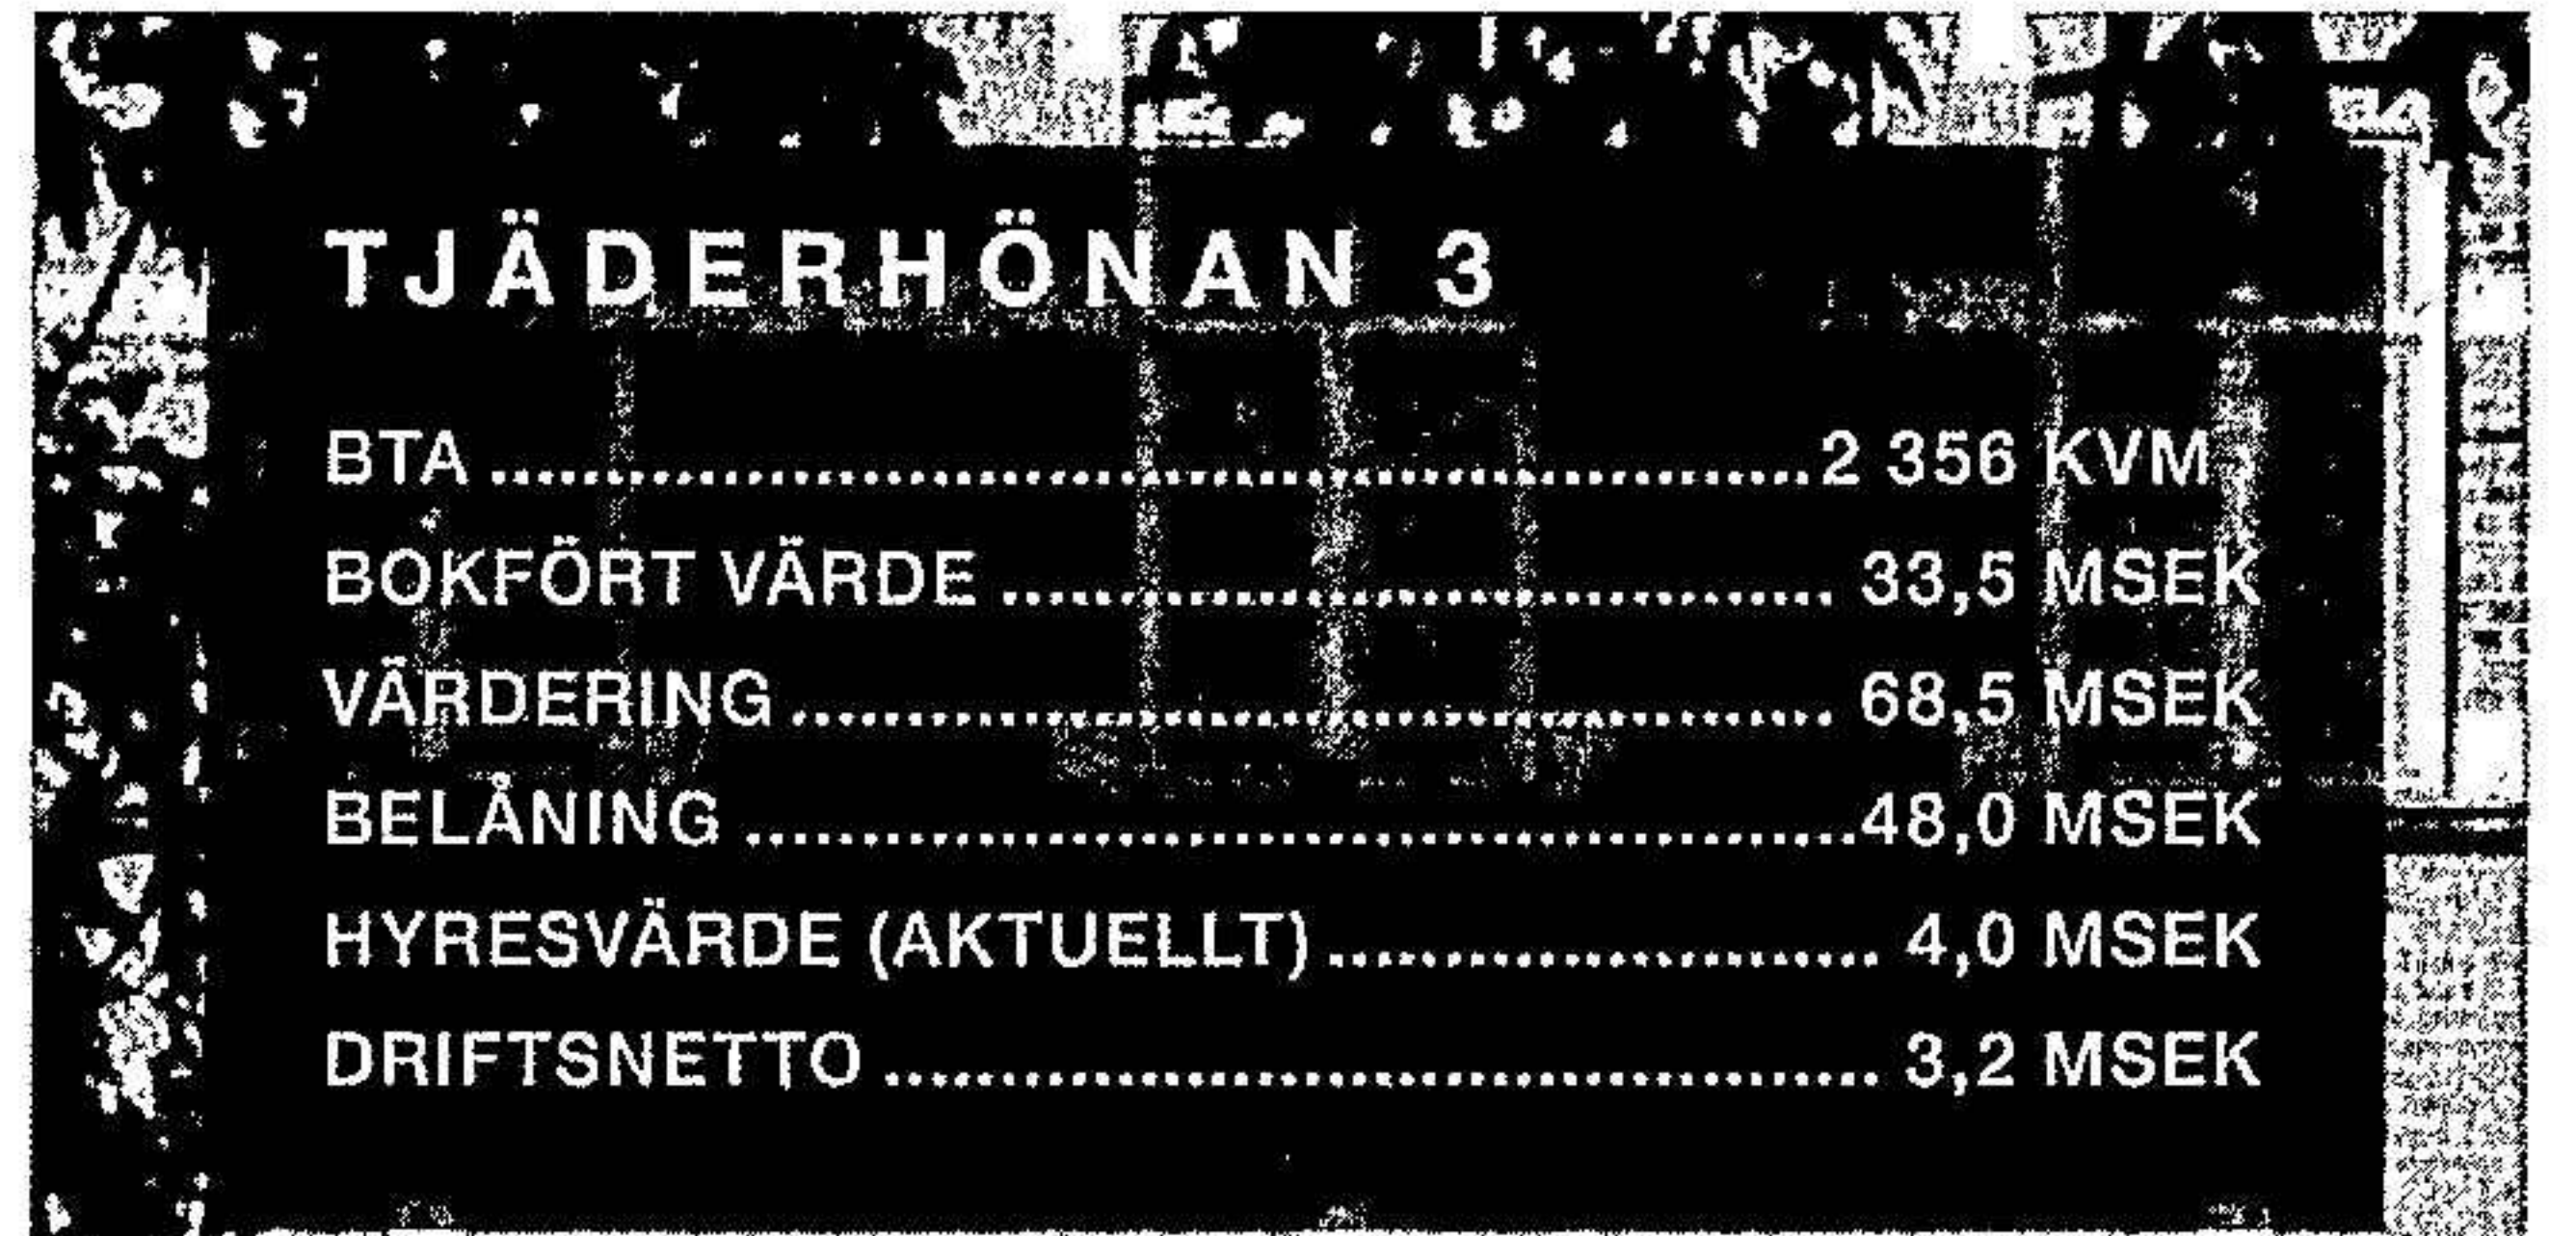 TJÄDERHÖNAN 3
BTA ........................................................2 356 KVM
BOKFÖRT VÄRDE .................................... 33,5 MSEK
VÄRDERING ............................................. 68,5 MSEK
BELÅNING ................................................48,0 MSEK
HYRESVÄRDE (AKTUELLT) ........................ 4,0 MSEK
DRIFTSNETTO ........................................... 3,2 MSEK